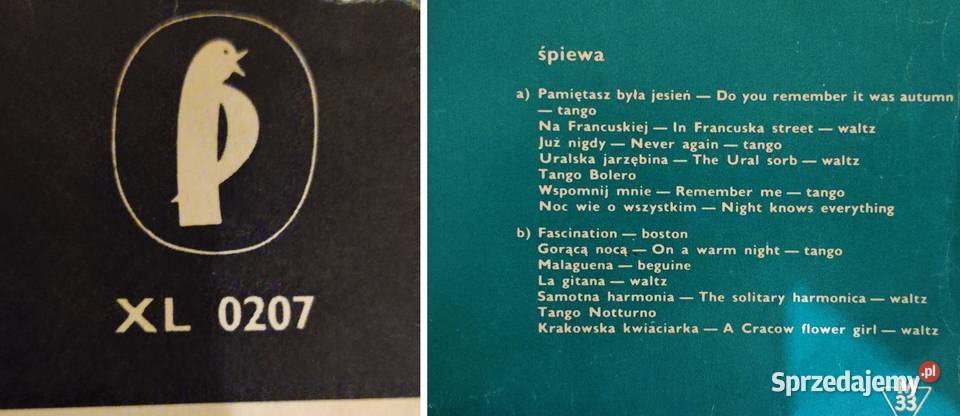 XL 0207
śpiewa
a) Pamiętasz była jesień — Do you remember it was autumn
— tango
Na Francuskiej — In Francuska street — waltz
Już nigdy — Never again — tango
Uralska jarzębina — The Ural sorb — waltz
Tango Bolero
Wspomnij mnie — Remember me — tango
Noc wie o wszystkim — Night knows everything
b) Fascination — boston
Gorącą nocą — On a warm night — tango
Malaguena — beguine
La gitana — waltz
Samotna harmonia — The solitary harmonica — waltz
Tango Notturno
Krakowska kwiaciarka — A Cracow flower girl — waltz
Sprzedajemy.pl
33